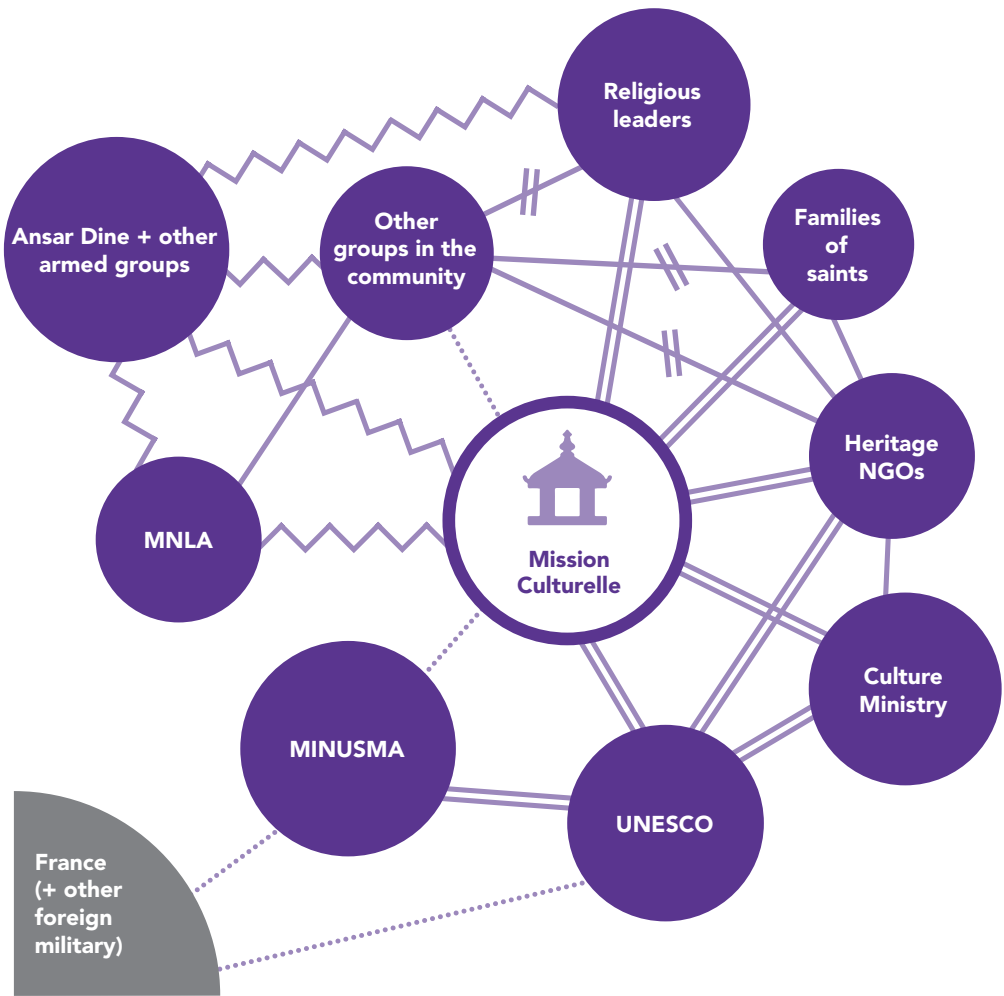 Religious
leaders
Families
of
saints
Other
groups in the
community
Ansar Dine + other
armed groups
Heritage
NGOs
MNLA
Mission
Culturelle
Culture
Ministry
MINUSMA
UNESCO
France
(+ other
foreign
military)